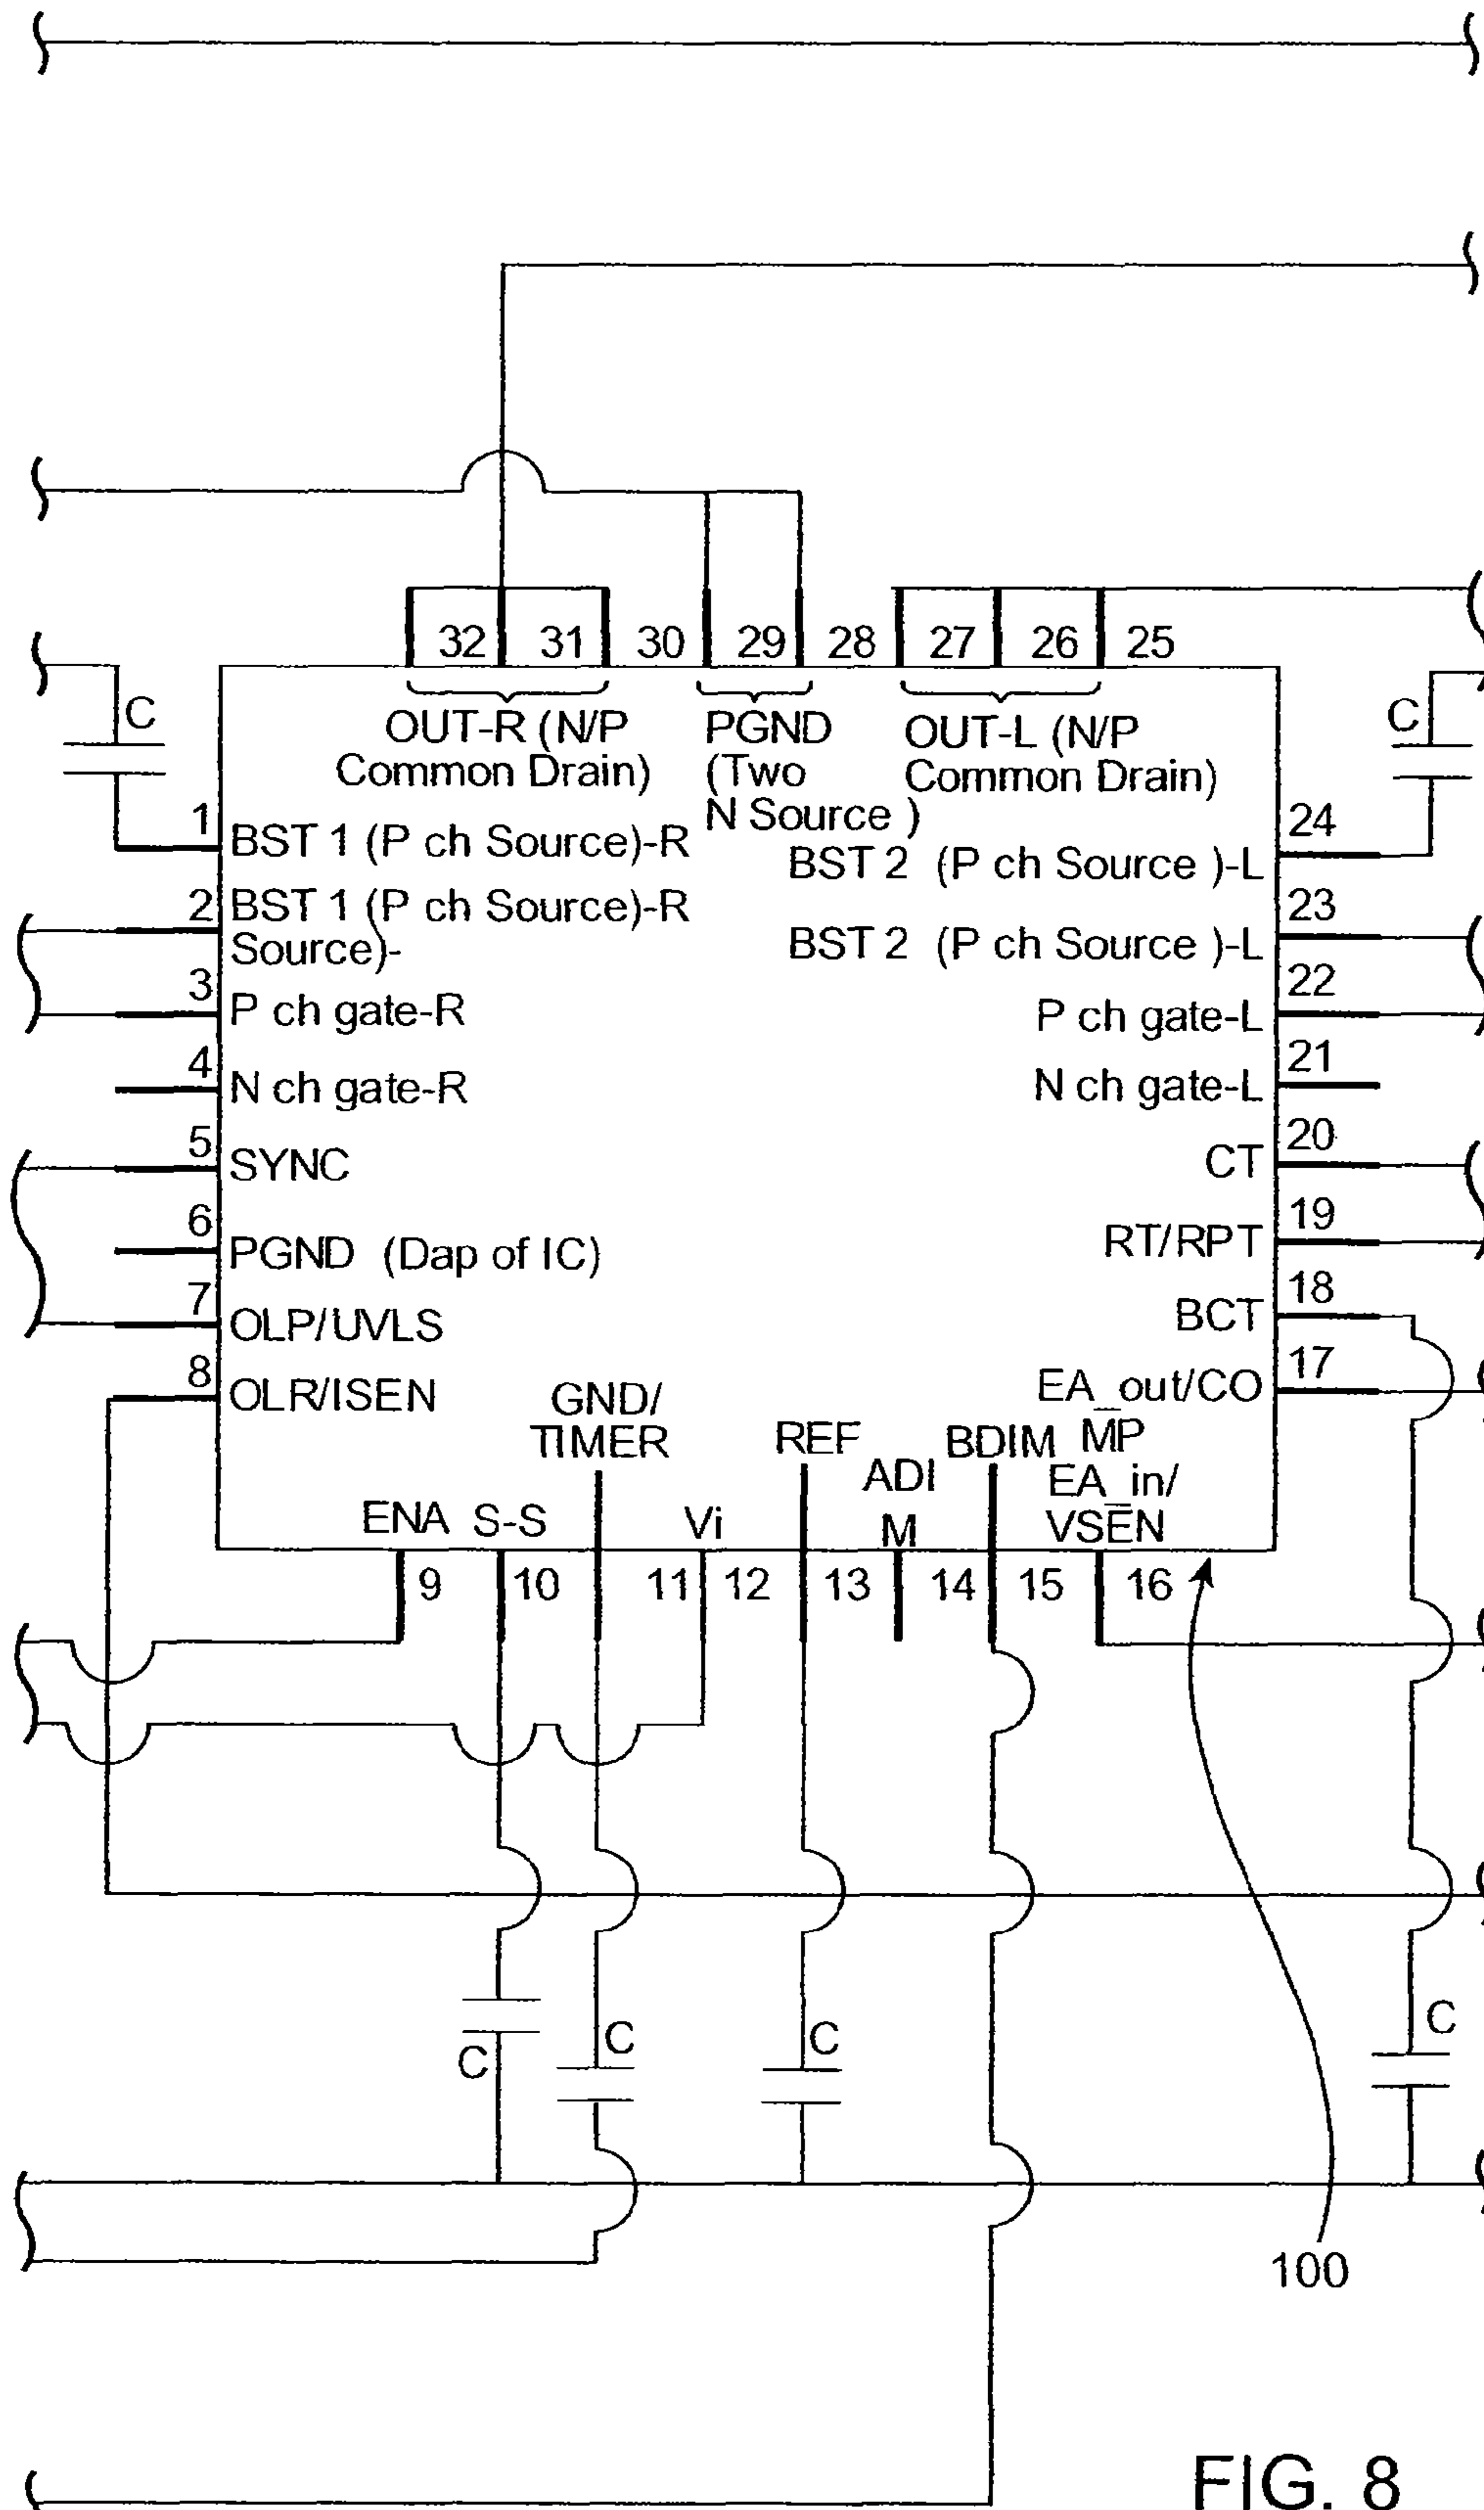 32 31 30 29 28 27 26 25
C
C
OUT-R (N/P
Common Drain)
PGND
(Two
N Source )
OUT-L (N/P
Common Drain)
1
BST 1 (P ch Source)-R
2
BST 1 (P ch Source)-R
Source)-
3
P ch gate-R
4
N ch gate-R
5
SYNC
6
PGND (Dap of IC)
7
OLP/UVLS
8
OLR/ISEN
24
BST 2 (P ch Source )-L
23
BST 2 (P ch Source )-L
22
P ch gate-L
21
N ch gate-L
20
CT
19
RT/RPT
18
BCT
17
EA_out/CO
MP
GND/
TIMER
REF
ADI
M
BDIM
EA_in/
VSEN
ENA S-S
Vi
9 10 11 12 13 14 15 16
C
C
C
C
100
FIG. 8